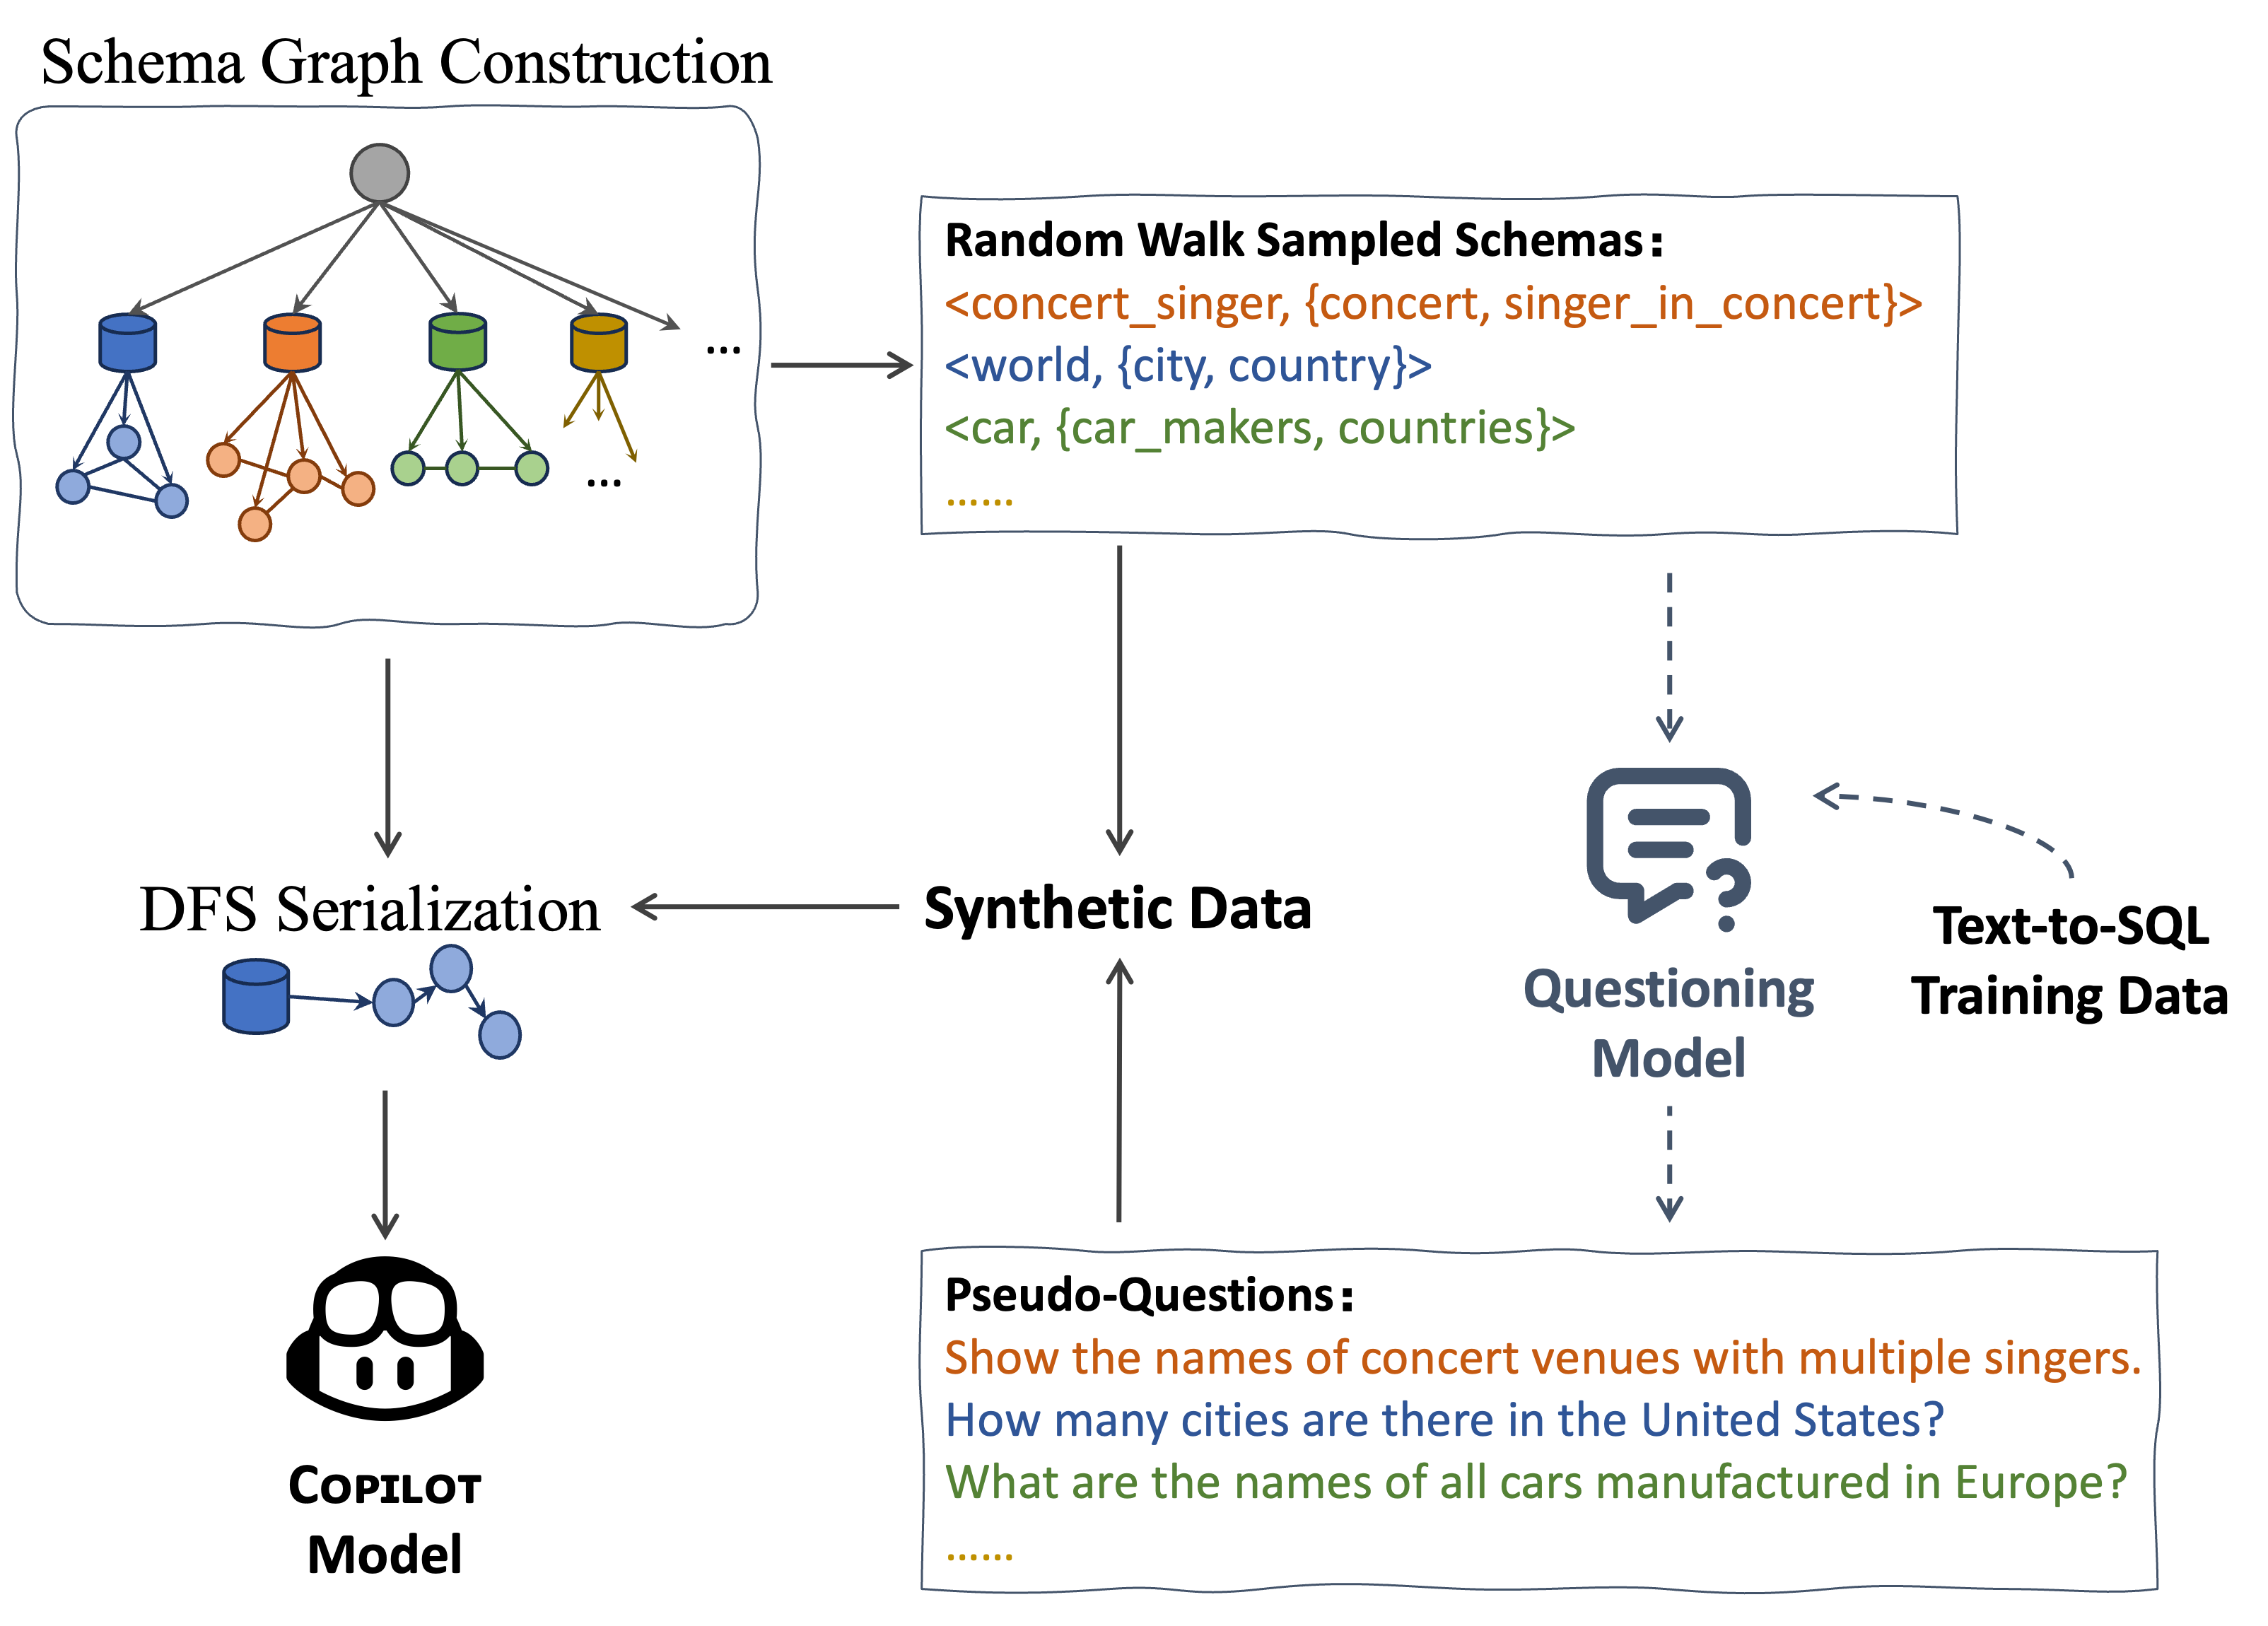 Schema Graph Construction
...
...
Random Walk Sampled Schemas:
<concert_singer, {concert, singer_in_concert}>
<world, {city, country}>
<car, {car_makers, countries}>
......
DFS Serialization
Synthetic Data
Questioning
Model
Text-to-SQL
Training Data
COPILOT
Model
Pseudo-Questions:
Show the names of concert venues with multiple singers.
How many cities are there in the United States?
What are the names of all cars manufactured in Europe?
......